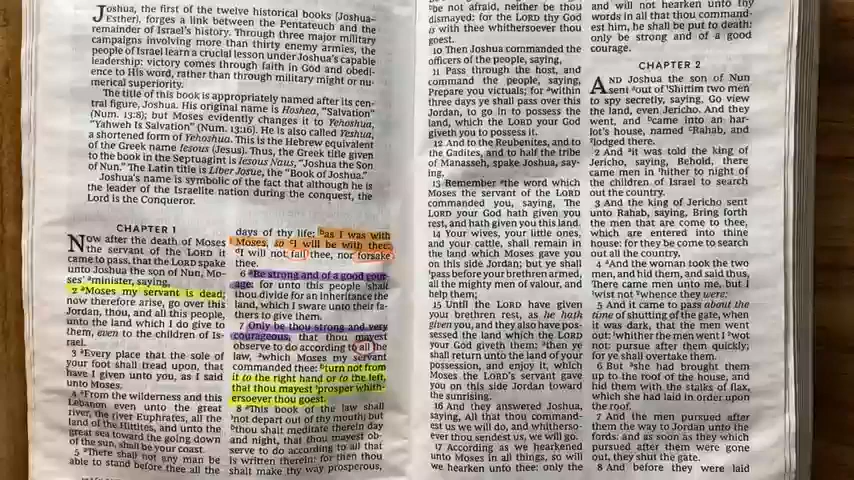 Joshua, the first of the twelve historical books (Joshua-
Esther), forges a link between the Pentateuch and the
remainder of Israel's history. Through three major military
campaigns involving more than thirty enemy armies, the
people of Israel learn a crucial lesson under Joshua's capable
leadership: victory comes through faith in God and obedi-
ence to His word, rather than through military might or nu-
merical superiority.
The title of this book is appropriately named after its cen-
tral figure, Joshua. His original name is Hoshea, "Salvation"
(Num. 13:8); but Moses evidently changes it to Yehoshua,
"Yahweh Is Salvation" (Num. 13:16). He is also called Yeshua,
a shortened form of Yehoshua. This is the Hebrew equivalent
of the Greek name Iesous (Jesus). Thus, the Greek title given
to the book in the Septuagint is Iesous Naus, "Joshua the Son
of Nun." The Latin title is Liber Josue, the "Book of Joshua."
Joshua's name is symbolic of the fact that although he is
the leader of the Israelite nation during the conquest, the
Lord is the Conqueror.
CHAPTER 1
Now after the death of Moses
the servant of the LORD it
came to pass, that the LORD spake
unto Joshua the son of Nun, Mo-
ses' minister, saying,
2 Moses my servant is dead;
now therefore arise, go over this
Jordan, thou, and all this people,
unto the land which I do give to
them, even to the children of Is-
rael.
3 Every place that the sole of
your foot shall tread upon, that
have I given unto you, as I said
unto Moses.
4 From the wilderness and this
Lebanon even unto the great
river, the river Euphrates, all the
land of the Hittites, and unto the
great sea toward the going down
of the sun, shall be your coast.
5 There shall not any man be
able to stand before thee all the
days of thy life: as I was with
Moses, so I will be with thee:
I will not fail thee, nor forsake
thee.
6 Be strong and of a good cour-
age: for unto this people shalt
thou divide for an inheritance the
land, which I sware unto their fa-
thers to give them.
7 Only be thou strong and very
courageous, that thou mayest
observe to do according to all the
law, which Moses my servant
commanded thee: turn not from
it to the right hand or to the left,
that thou mayest prosper whith-
ersoever thou goest.
8 This book of the law shall
not depart out of thy mouth; but
thou shalt meditate therein day
and night, that thou mayest ob-
serve to do according to all that
is written therein: for then thou
shalt make thy way prosperous,
be not afraid, neither be thou
dismayed: for the LORD thy God
is with thee whithersoever thou
goest.
10 Then Joshua commanded the
officers of the people, saying,
11 Pass through the host, and
command the people, saying,
Prepare you victuals; for within
three days ye shall pass over this
Jordan, to go in to possess the
land, which the LORD your God
giveth you to possess it.
12 And to the Reubenites, and to
the Gadites, and to half the tribe
of Manasseh, spake Joshua, say-
ing,
13 Remember the word which
Moses the servant of the LORD
commanded you, saying, The
LORD your God hath given you
rest, and hath given you this land.
14 Your wives, your little ones,
and your cattle, shall remain in
the land which Moses gave you
on this side Jordan; but ye shall
pass before your brethren armed,
all the mighty men of valour, and
help them;
15 Until the LORD have given
your brethren rest, as he hath
given you, and they also have pos-
sessed the land which the LORD
your God giveth them: then ye
shall return unto the land of your
possession, and enjoy it, which
Moses the LORD's servant gave
you on this side Jordan toward
the sunrising.
16 And they answered Joshua,
saying, All that thou command-
est us we will do, and whitherso-
ever thou sendest us, we will go.
17 According as we hearkened
unto Moses in all things, so will
we hearken unto thee: only the
and will not hearken unto thy
words in all that thou command-
est him, he shall be put to death:
only be strong and of a good
courage.
CHAPTER 2
AND Joshua the son of Nun
sent out of Shittim two men
to spy secretly, saying, Go view
the land, even Jericho. And they
went, and came into an har-
lot's house, named Rahab, and
lodged there.
2 And it was told the king of
Jericho, saying, Behold, there
came men in hither to night of
the children of Israel to search
out the country.
3 And the king of Jericho sent
unto Rahab, saying, Bring forth
the men that are come to thee,
which are entered into thine
house: for they be come to search
out all the country.
4 And the woman took the two
men, and hid them, and said thus,
There came men unto me, but I
wist not whence they were:
5 And it came to pass about the
time of shutting of the gate, when
it was dark, that the men went
out: whither the men went I wot
not: pursue after them quickly;
for ye shall overtake them.
6 But she had brought them
up to the roof of the house, and
hid them with the stalks of flax,
which she had laid in order upon
the roof.
7 And the men pursued after
them the way to Jordan unto the
fords: and as soon as they which
pursued after them were gone
out, they shut the gate.
8 And before they were laid